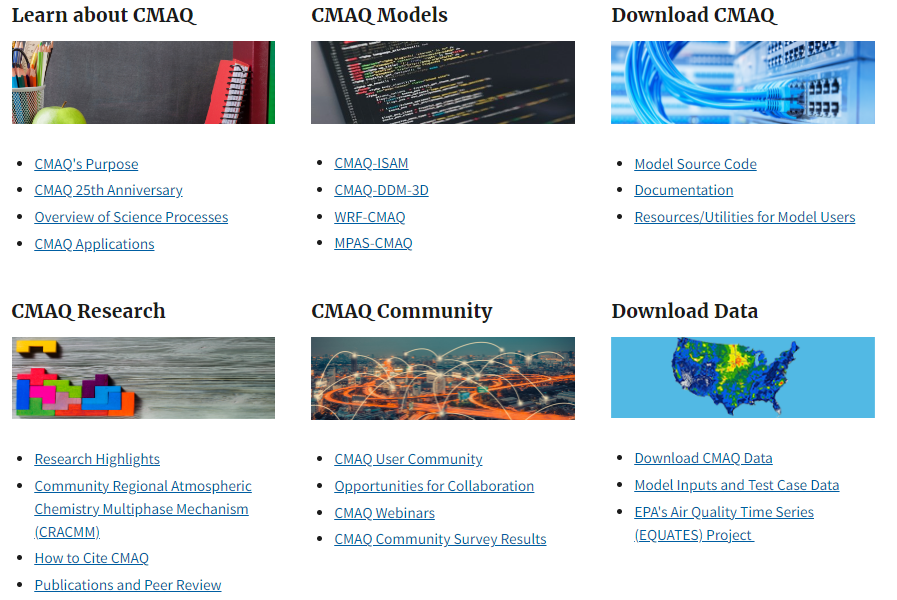 Learn about CMAQ
CMAQ's Purpose
CMAQ 25th Anniversary
Overview of Science Processes
CMAQ Applications
CMAQ Models
CMAQ-ISAM
CMAQ-DDM-3D
WRF-CMAQ
MPAS-CMAQ
Download CMAQ
Model Source Code
Documentation
Resources/Utilities for Model Users
CMAQ Research
Research Highlights
Community Regional Atmospheric
Chemistry Multiphase Mechanism
(CRACMM)
How to Cite CMAQ
Publications and Peer Review
CMAQ Community
CMAQ User Community
Opportunities for Collaboration
CMAQ Webinars
CMAQ Community Survey Results
Download Data
Download CMAQ Data
Model Inputs and Test Case Data
EPA's Air Quality Time Series
(EQUATES) Project